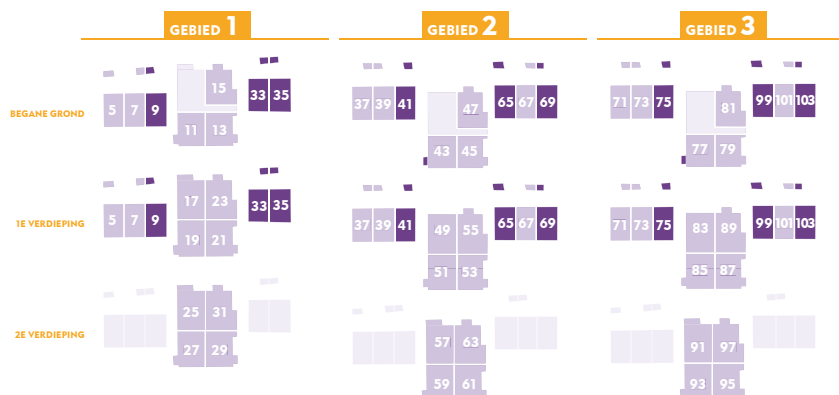 GEBIED 1
GEBIED 2
GEBIED 3
BEGANE GROND
5 7 9
11 13
15
33 35
37 39 41
43 45
47
65 67 69
71 73 75
77 79
81
99 101 103
1E VERDIEPING
5 7 9
17 23
19 21
33 35
37 39 41
49 55
51 53
65 67 69
71 73 75
83 89
85 87
99 101 103
2E VERDIEPING
25 31
27 29
57 63
59 61
91 97
93 95